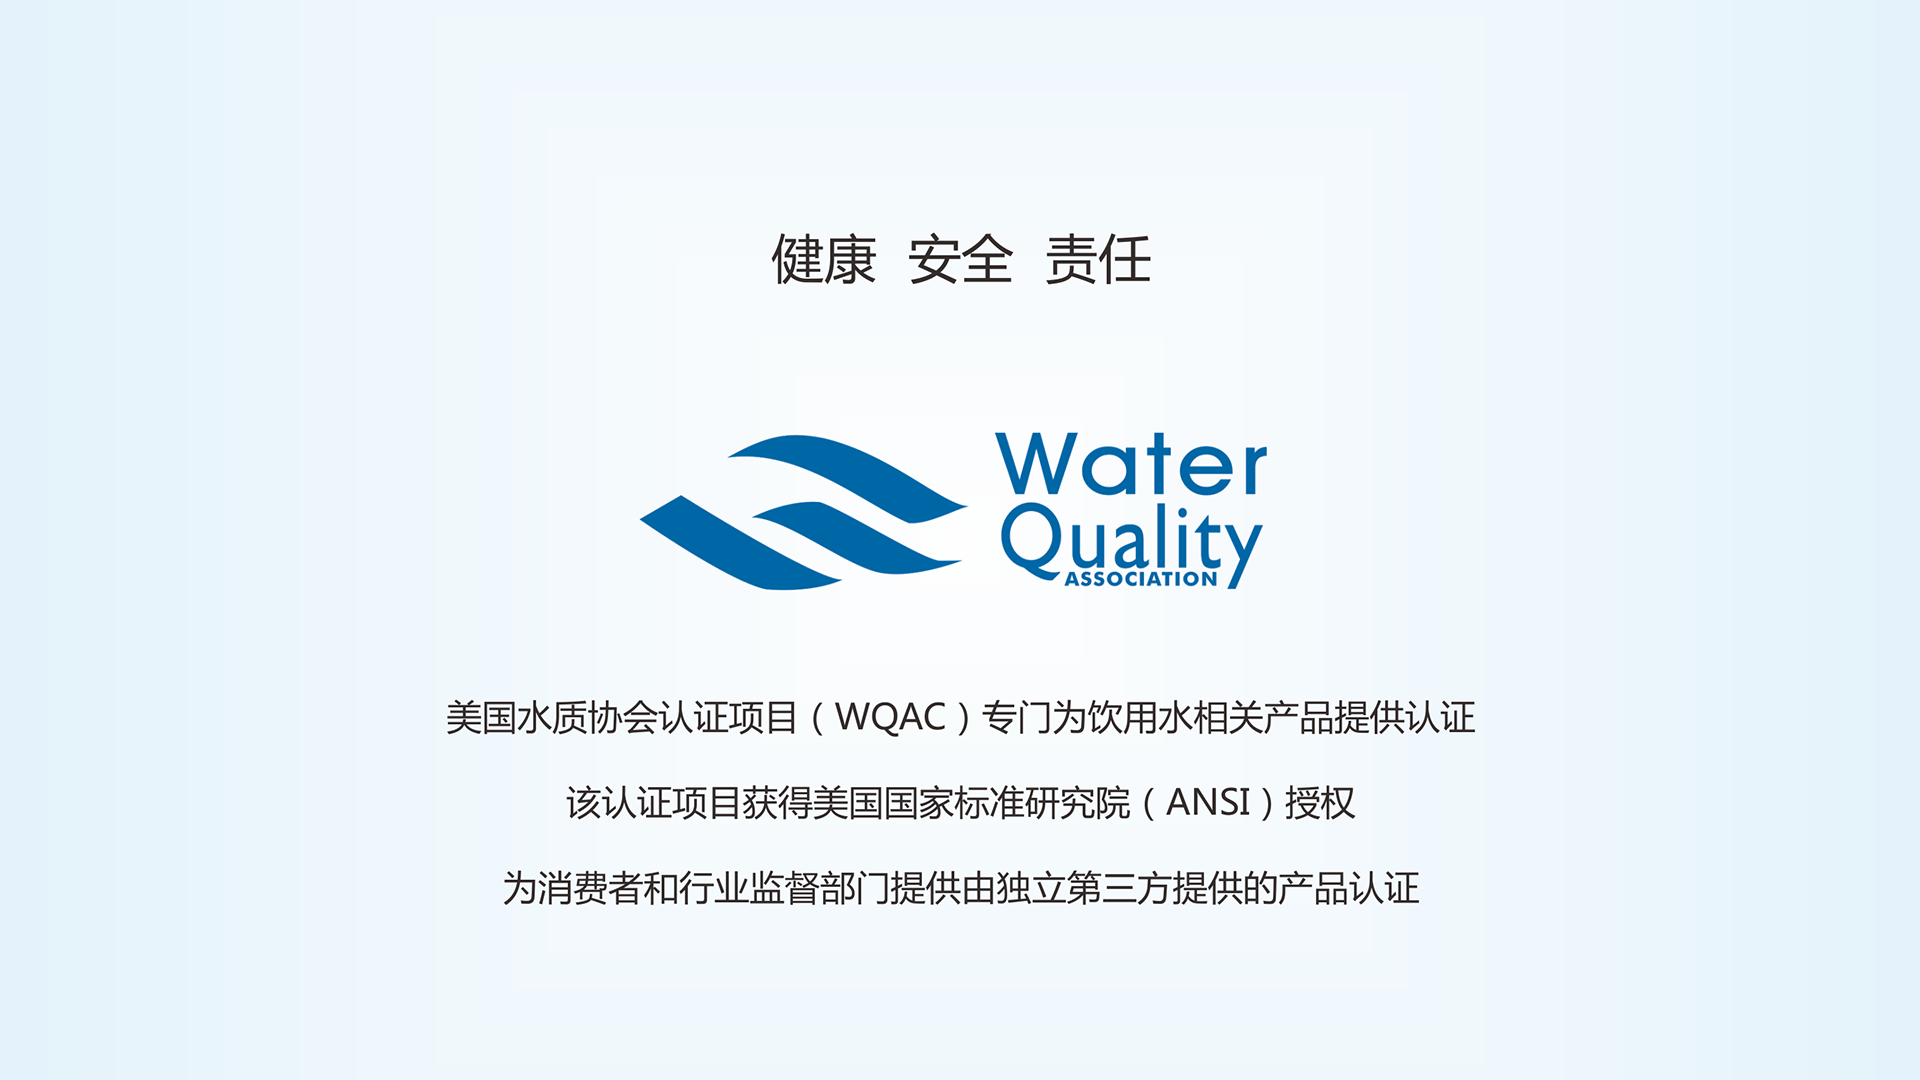 健康 安全 责任
Water
Quality
ASSOCIATION
美国水质协会认证项目（WQAC）专门为饮用水相关产品提供认证
该认证项目获得美国国家标准研究院（ANSI）授权
为消费者和行业监督部门提供由独立第三方提供的产品认证